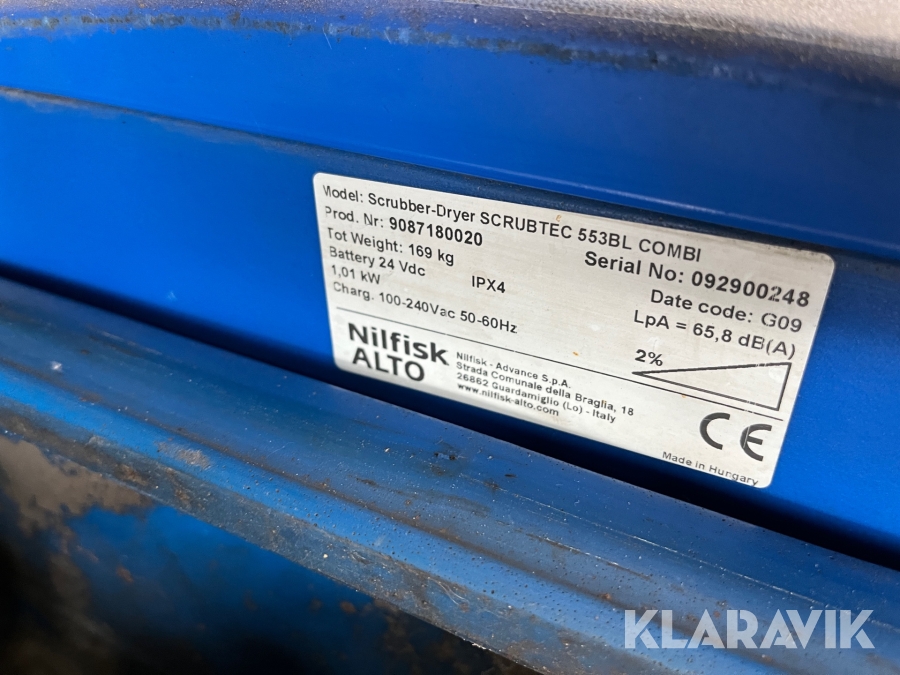 Model: Scrubber-Dryer SCRUBTEC 553BL COMBI
Prod. Nr: 9087180020
Serial No: 092900248
Tot Weight: 169 kg
Date code: G09
Battery 24 Vdc
IPX4
LpA = 65,8 dB(A)
1,01 kW
Charg. 100-240Vac 50-60Hz
2%
Nilfisk
ALTO
Nilfisk - Advance S.p.A.
Strada Comunale della Braglia, 18
26862 Guardamiglio (Lo) - Italy
www.nilfisk-alto.com
CE
Made in Hungary
KLARAVIK